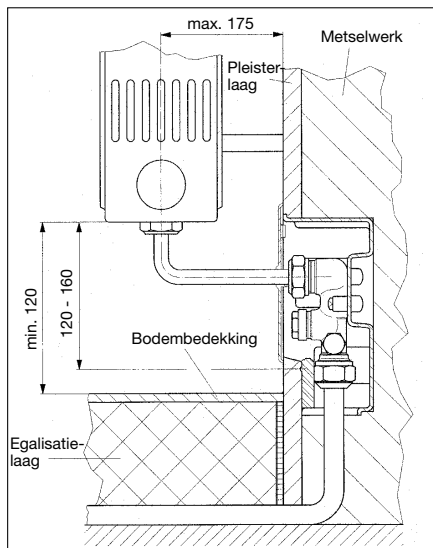 max. 175
Metselwerk
Pleister-
laag
min. 120
120 - 160
Bodembedekking
Egalisatie-
laag